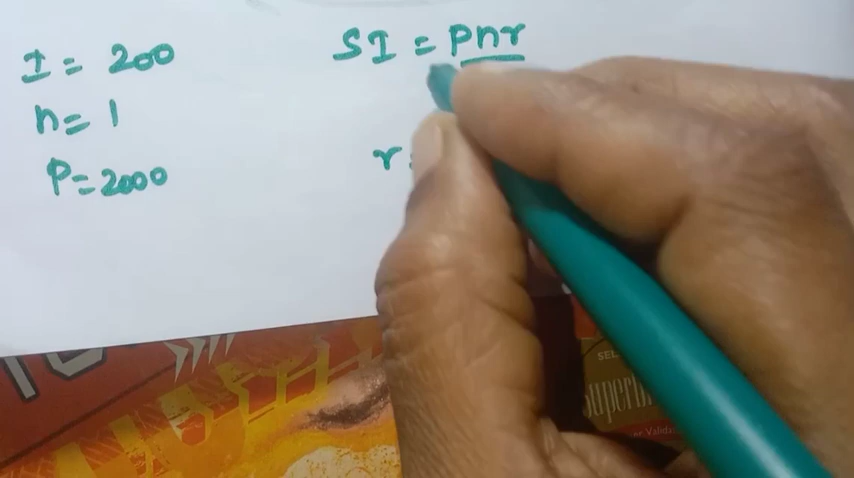 I = 200
n = 1
P = 2000
SI = pnr
r =